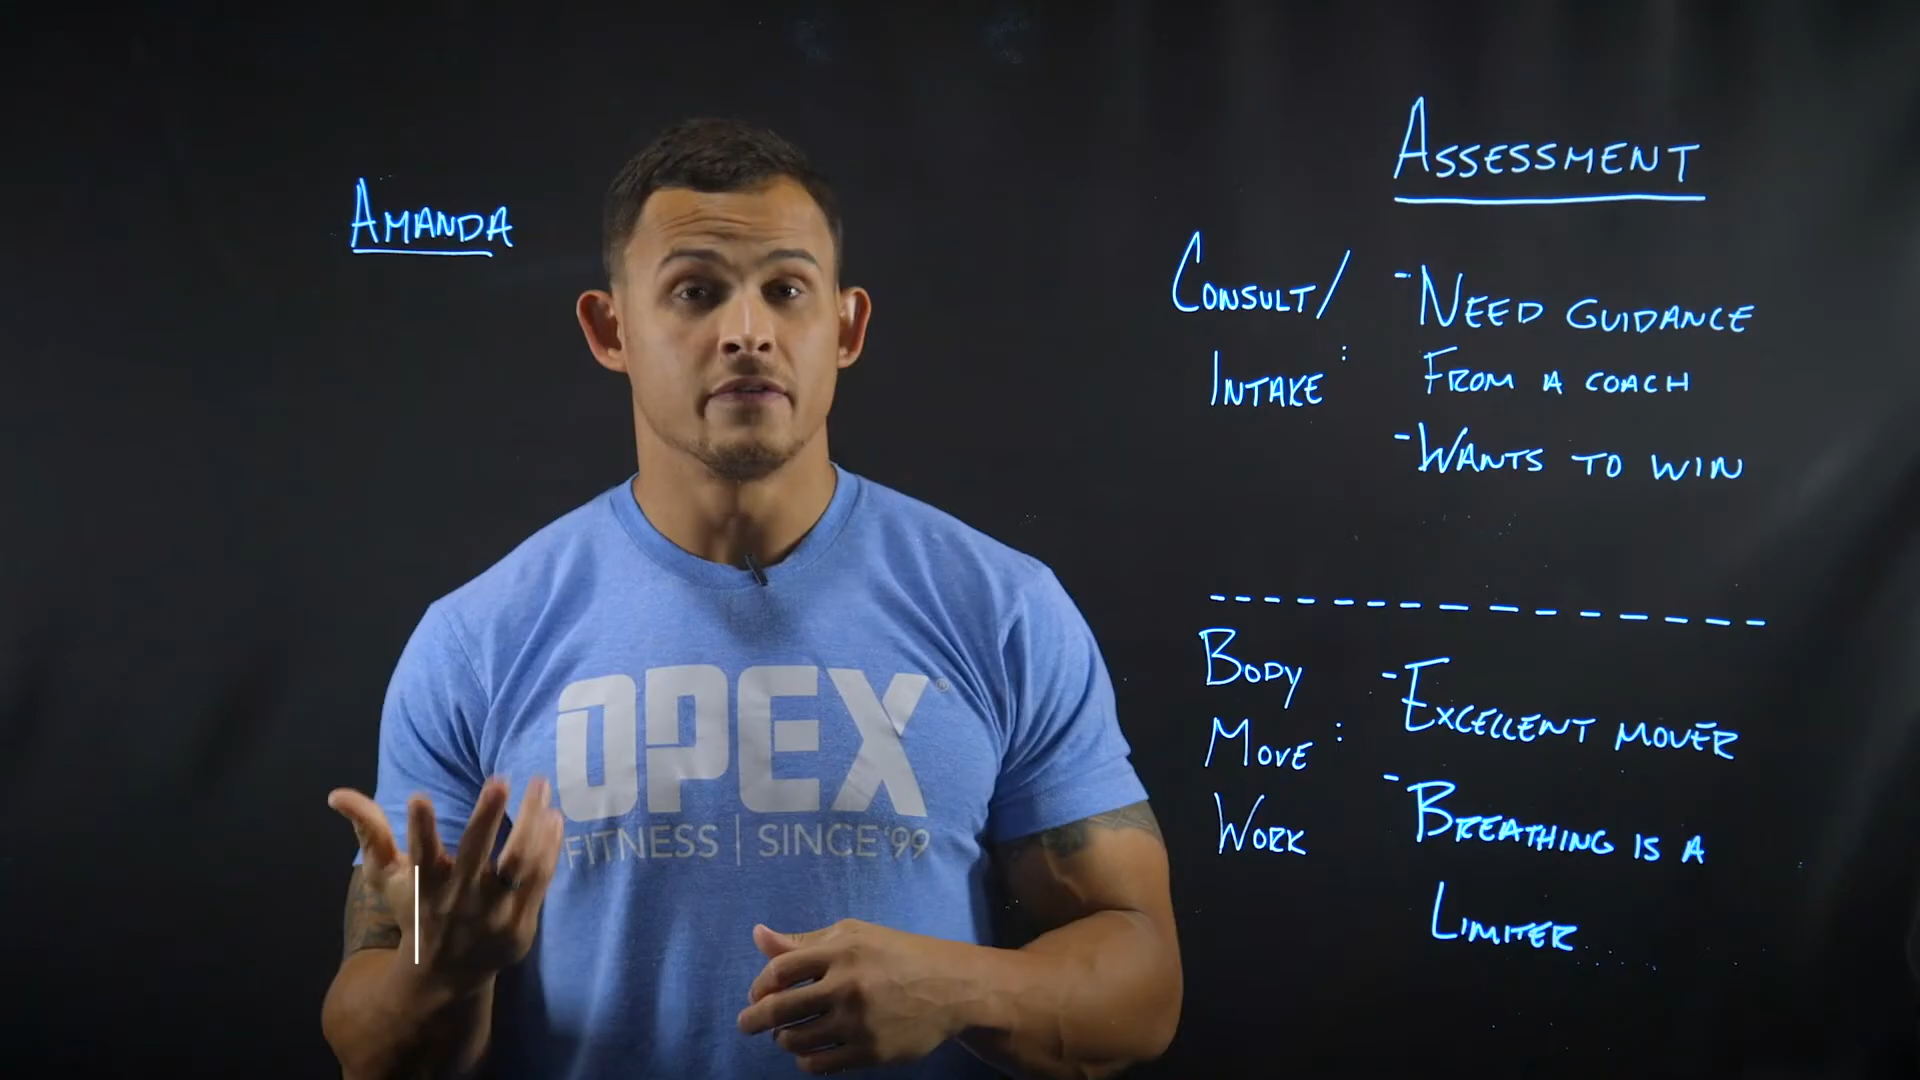 AMANDA
ASSESSMENT
CONSULT/
INTAKE:
-NEED GUIDANCE
FROM A COACH
-WANTS TO WIN
BODY
MOVE:
WORK
-EXCELLENT MOVER
-BREATHING IS A
LIMITER
OPEX®
FITNESS | SINCE '99